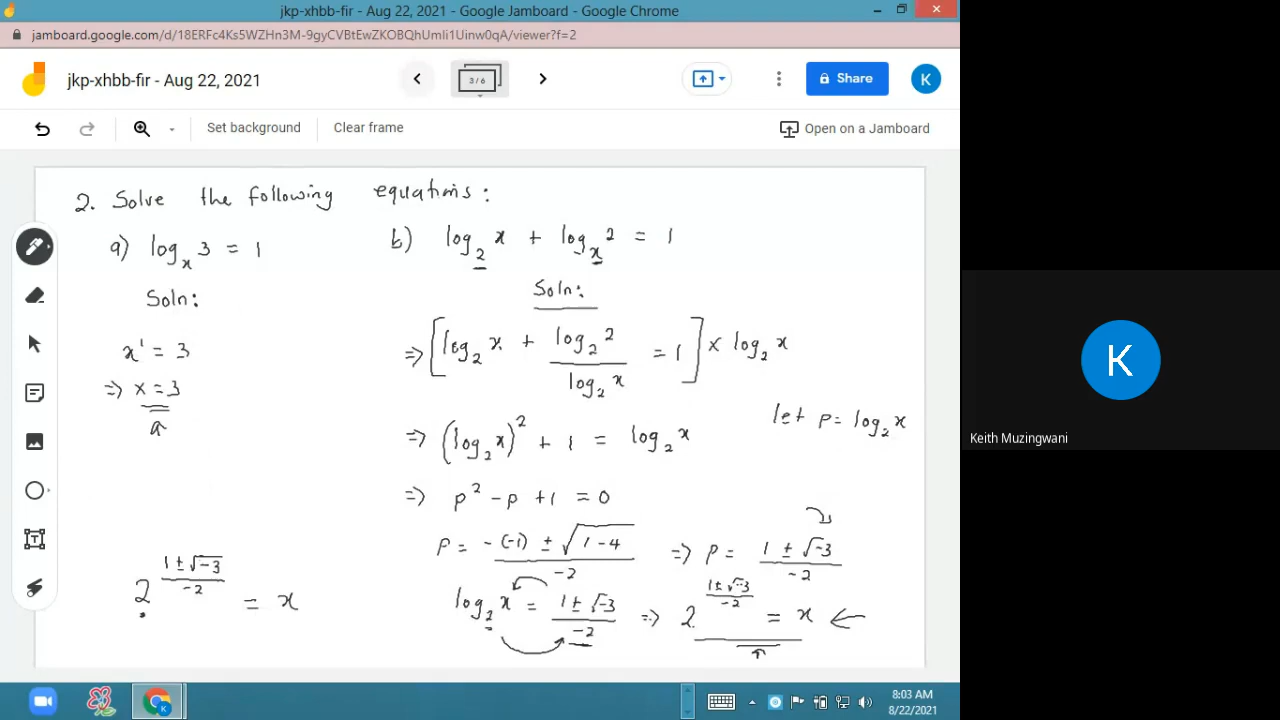 jkp-xhbb-fir - Aug 22, 2021 - Google Jamboard - Google Chrome
jamboard.google.com/d/18ERFc4Ks5WZHn3M-9gyCVBtEwZKOBQhUmIi1Uinw0qA/viewer?f=2
jkp-xhbb-fir - Aug 22, 2021
3 / 6
Share
K
Set background
Clear frame
Open on a Jamboard
2. Solve the following equations:
a) log_x 3 = 1
Soln:
x^1 = 3
=> x = 3
b) log_2 x + log_x 2 = 1
Soln:
=> [log_2 x + (log_2 2)/(log_2 x) = 1] × log_2 x
let p = log_2 x
=> (log_2 x)^2 + 1 = log_2 x
=> p^2 - p + 1 = 0
p = (-(-1) ± √(1-4))/(-2) => p = (1 ± √-3)/(-2)
log_2 x = (1 ± √-3)/(-2) => 2^((1 ± √-3)/(-2)) = x
2^((1 ± √-3)/(-2)) = x
K
Keith Muzingwani
8:03 AM
8/22/2021